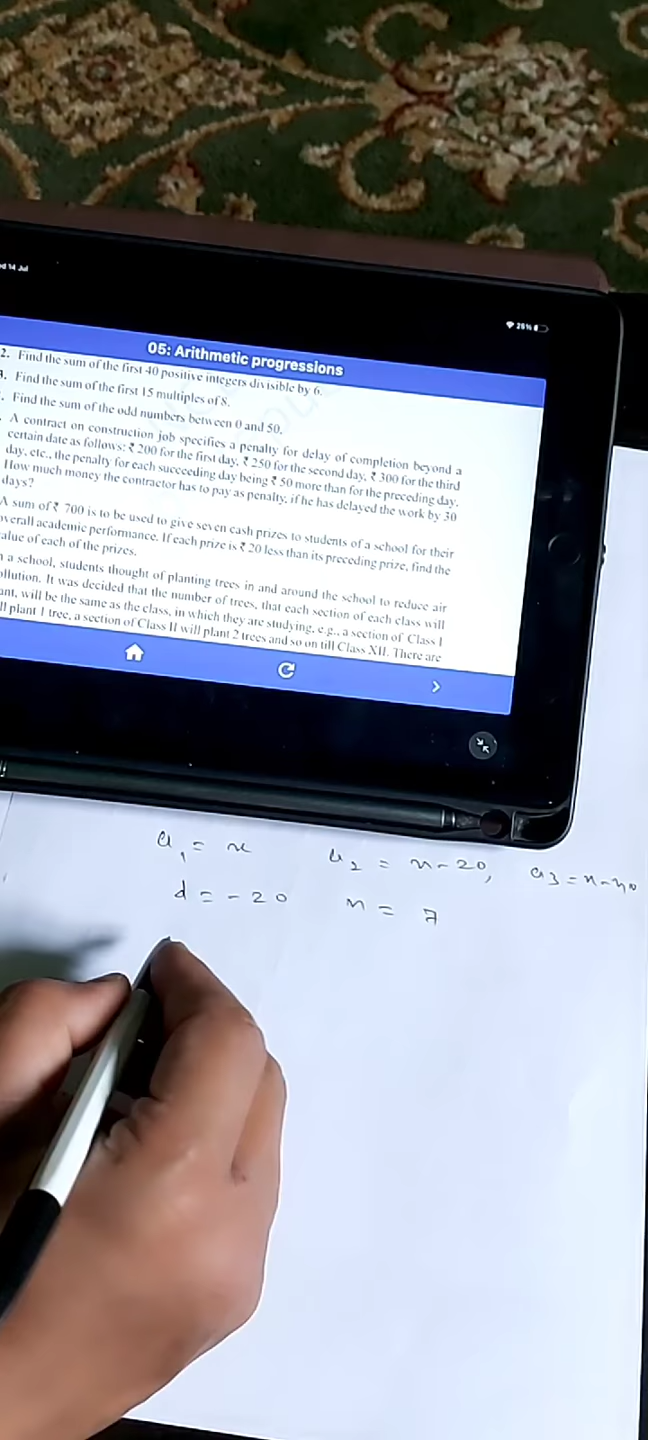 14 Jul
26%
05: Arithmetic progressions
2. Find the sum of the first 40 positive integers divisible by 6.
3. Find the sum of the first 15 multiples of 8.
. Find the sum of the odd numbers between 0 and 50.
. A contract on construction job specifies a penalty for delay of completion beyond a
certain date as follows: ₹ 200 for the first day, ₹ 250 for the second day, ₹ 300 for the third
day, etc., the penalty for each succeeding day being ₹ 50 more than for the preceding day.
How much money the contractor has to pay as penalty, if he has delayed the work by 30
days?
A sum of ₹ 700 is to be used to give seven cash prizes to students of a school for their
overall academic performance. If each prize is ₹ 20 less than its preceding prize, find the
value of each of the prizes.
a school, students thought of planting trees in and around the school to reduce air
ollution. It was decided that the number of trees, that each section of each class will
ant, will be the same as the class, in which they are studying, e.g., a section of Class I
ll plant 1 tree, a section of Class II will plant 2 trees and so on till Class XII. There are
a₁ = x a₂ = x-20, a₃ = x-40
d = -20 n = 7